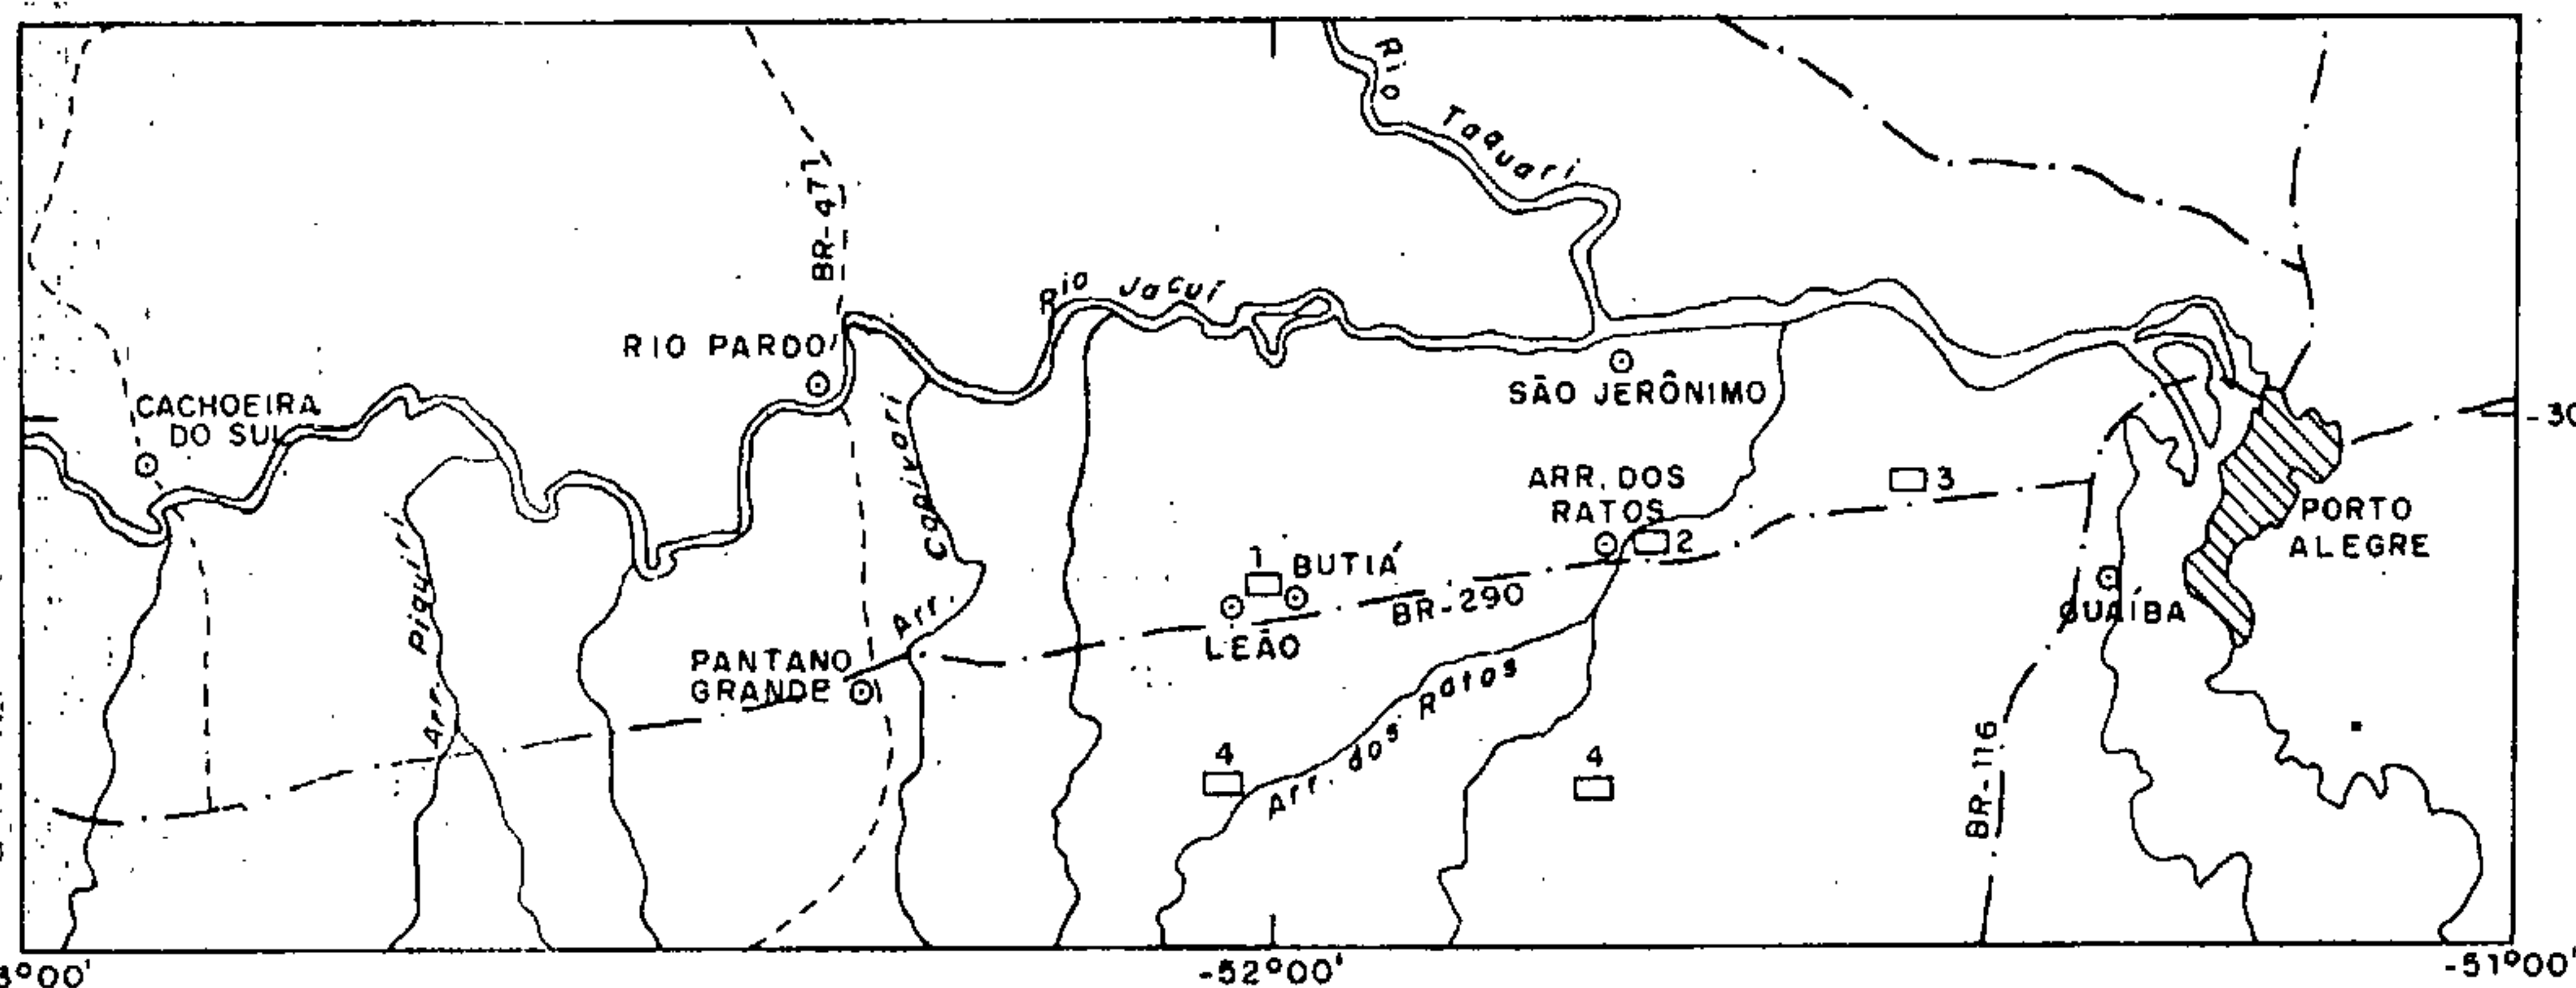 Rio
Taquari
BR-471
Rio Jacuí
RIO PARDO
SÃO JERÔNIMO
CACHOEIRA
DO SUL
-30
Arr. Capivari
ARR. DOS
RATOS
3
2
PORTO
ALEGRE
Arr. Piquiri
1
BUTIÁ
BR-290
GUAÍBA
LEÃO
PANTANO
GRANDE
Arr. dos Ratos
4
4
BR-116
3°00'
-52°00'
-51°00'